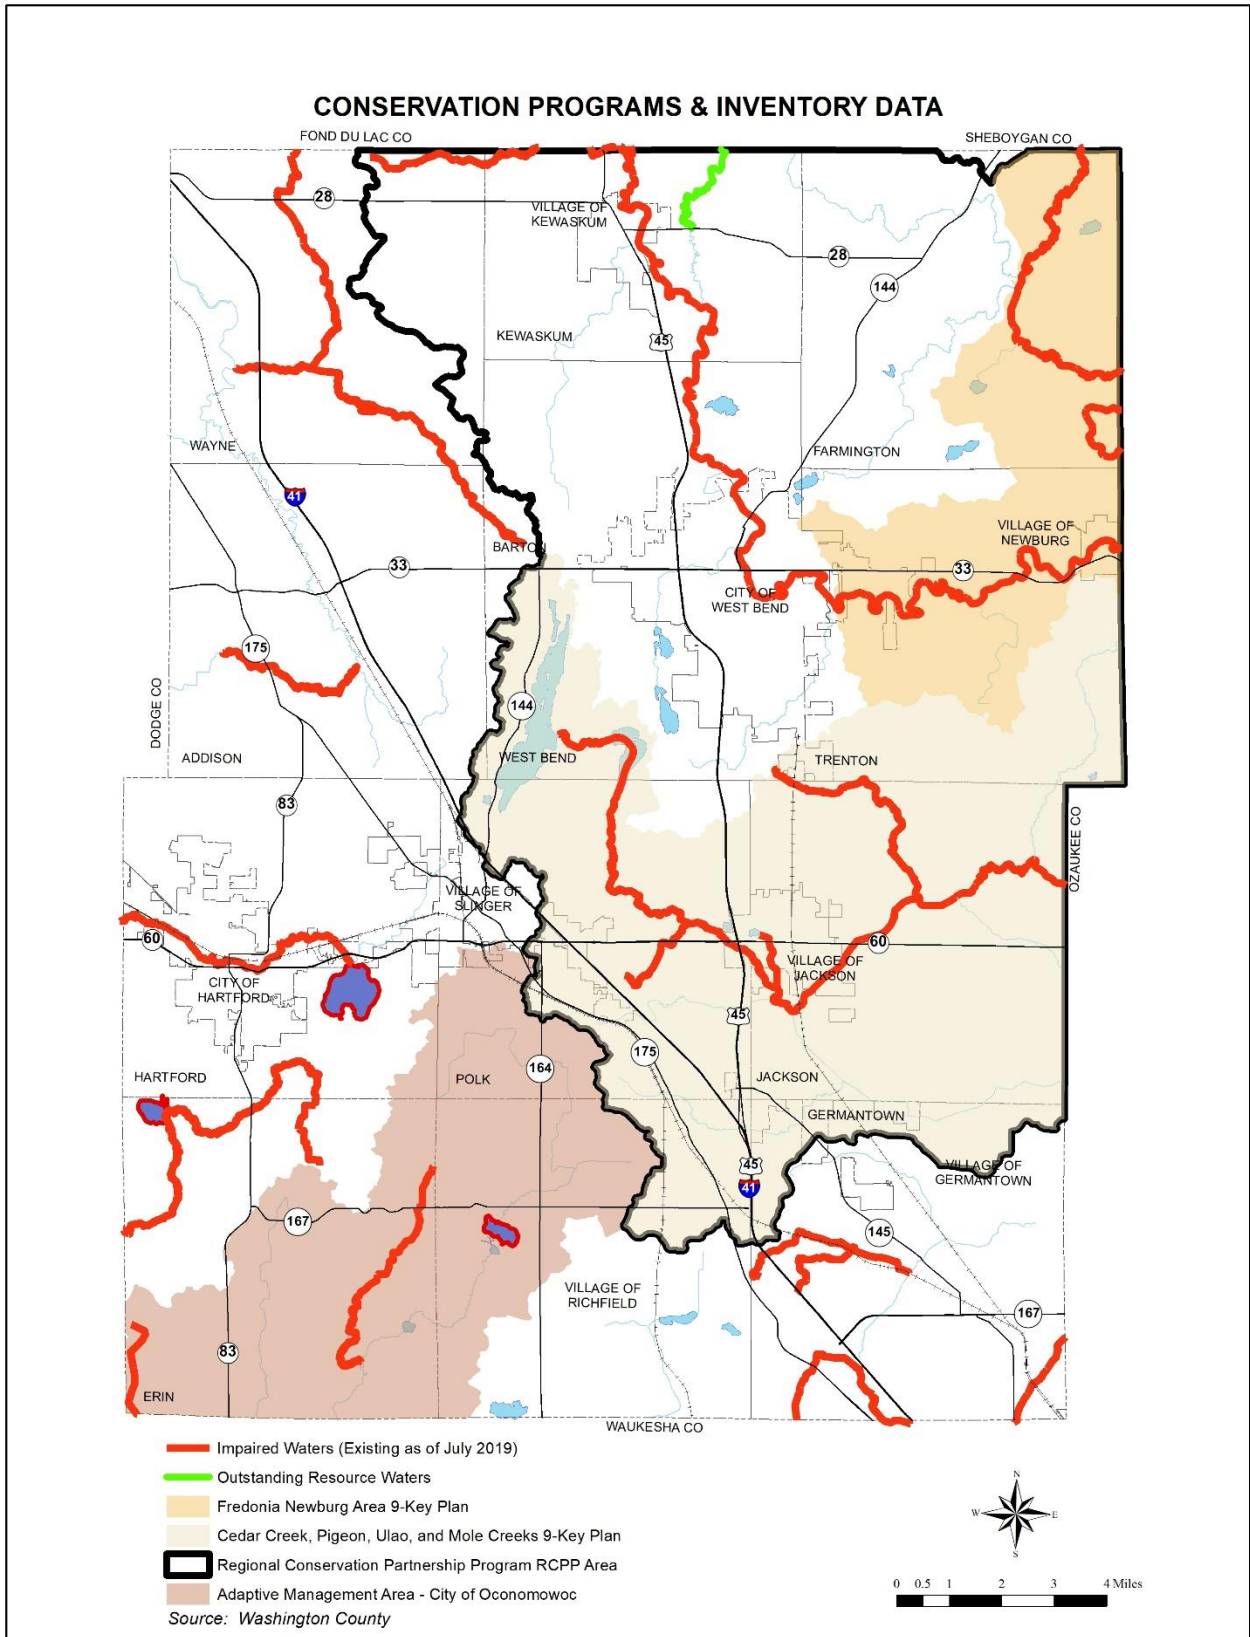 CONSERVATION PROGRAMS & INVENTORY DATA
FOND DU LAC CO
SHEBOYGAN CO
28
VILLAGE OF
KEWASKUM
28
144
KEWASKUM
45
WAYNE
FARMINGTON
41
VILLAGE OF
NEWBURG
BARTON
33
33
CITY OF
WEST BEND
175
144
DODGE CO
ADDISON
WEST BEND
TRENTON
83
OZAUKEE CO
VILLAGE OF
SLINGER
60
60
VILLAGE OF
JACKSON
CITY OF
HARTFORD
45
175
164
HARTFORD
POLK
JACKSON
GERMANTOWN
45
41
VILLAGE OF
GERMANTOWN
167
145
VILLAGE OF
RICHFIELD
167
83
ERIN
WAUKESHA CO
Impaired Waters (Existing as of July 2019)
Outstanding Resource Waters
Fredonia Newburg Area 9-Key Plan
Cedar Creek, Pigeon, Ulao, and Mole Creeks 9-Key Plan
Regional Conservation Partnership Program RCPP Area
Adaptive Management Area - City of Oconomowoc
Source: Washington County
N
W
E
S
0 0.5 1 2 3 4 Miles